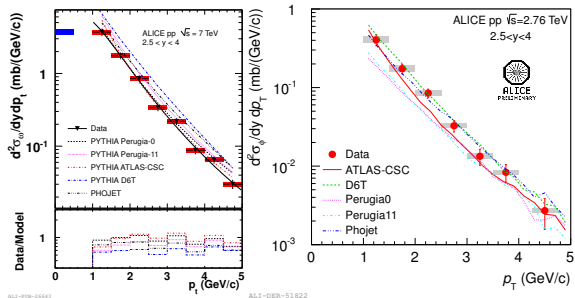 d²σω/dy dpt (mb/(GeV/c)
ALICE pp √s = 7 TeV
2.5< y< 4
1
10⁻¹
Data
PYTHIA Perugia-0
PYTHIA Perugia-11
PYTHIA ATLAS-CSC
PYTHIA D6T
PHOJET
Data/Model
1
0 1 2 3 4 5
pt (GeV/c)
ALICE pp √s=2.76 TeV
2.5<y<4
ALICE
PRELIMINARY
d²σϕ/dy dpT (mb/(GeV/c)
1
10⁻¹
10⁻²
10⁻³
Data
ATLAS-CSC
D6T
Perugia0
Perugia11
Phojet
0 1 2 3 4 5
pT (GeV/c)
ALI-DER-51822